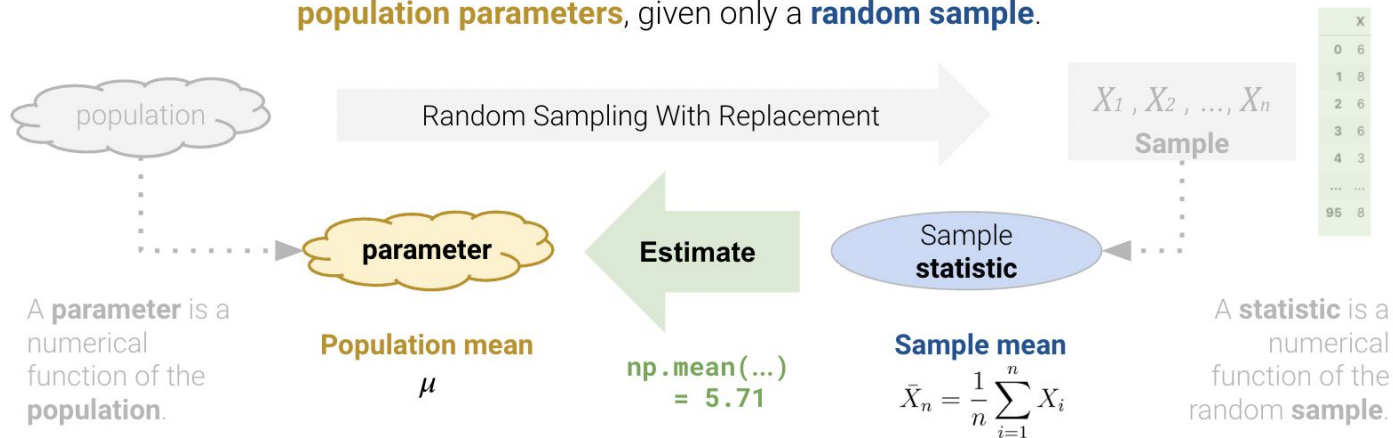 population parameters, given only a random sample.
population
Random Sampling With Replacement
X₁ , X₂ , ..., Xₙ
Sample
x
0 6
1 8
2 6
3 6
4 3
... ...
95 8
parameter
Estimate
Sample
statistic
A parameter is a
numerical
function of the
population.
Population mean
μ
np.mean(…)
= 5.71
Sample mean
X̄ₙ = 1/n ∑ᵢ₌₁ⁿ Xᵢ
A statistic is a
numerical
function of the
random sample.